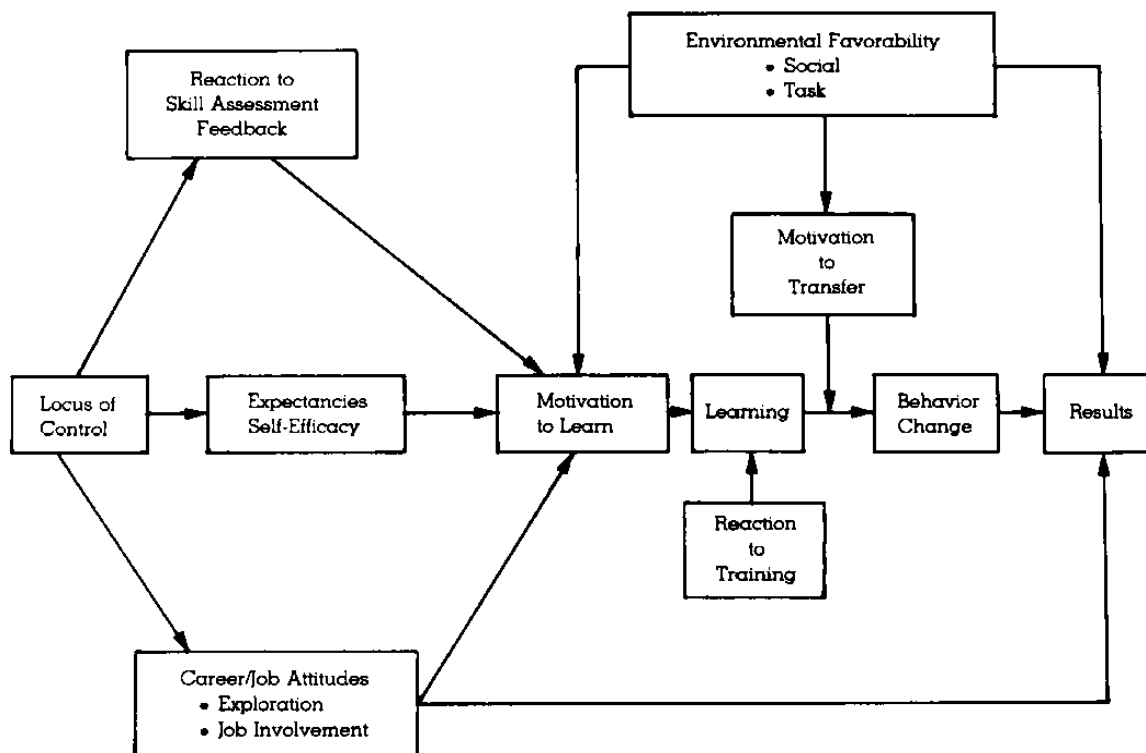 Environmental Favorability
• Social
• Task
Reaction to
Skill Assessment
Feedback
Motivation
to
Transfer
Locus of
Control
Expectancies
Self-Efficacy
Motivation
to Learn
Learning
Behavior
Change
Results
Reaction
to
Training
Career/Job Attitudes
• Exploration
• Job Involvement